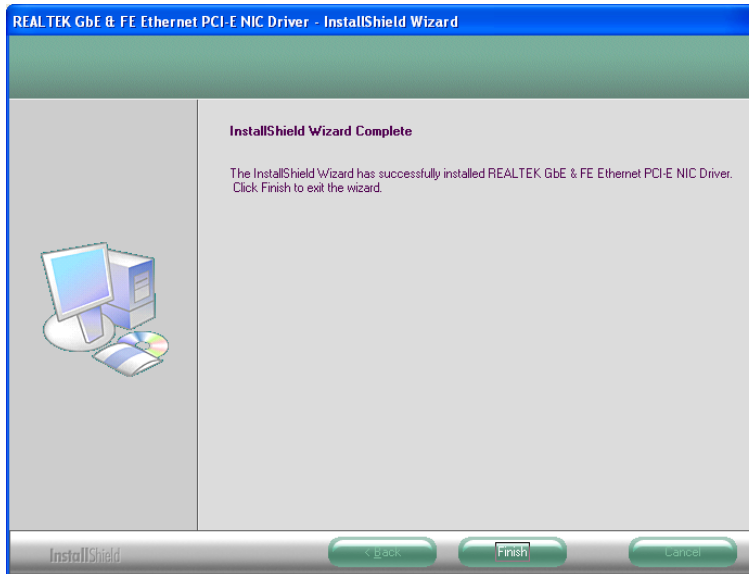 REALTEK GbE & FE Ethernet PCI-E NIC Driver - InstallShield Wizard
InstallShield Wizard Complete
The InstallShield Wizard has successfully installed REALTEK GbE & FE Ethernet PCI-E NIC Driver.
Click Finish to exit the wizard.
InstallShield
< Back
Finish
Cancel